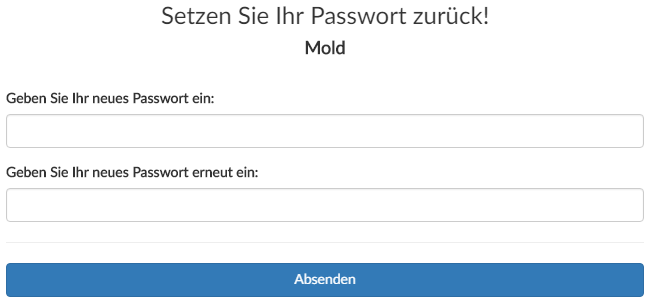 Setzen Sie Ihr Passwort zurück!
Mold
Geben Sie Ihr neues Passwort ein:
Geben Sie Ihr neues Passwort erneut ein:
Absenden